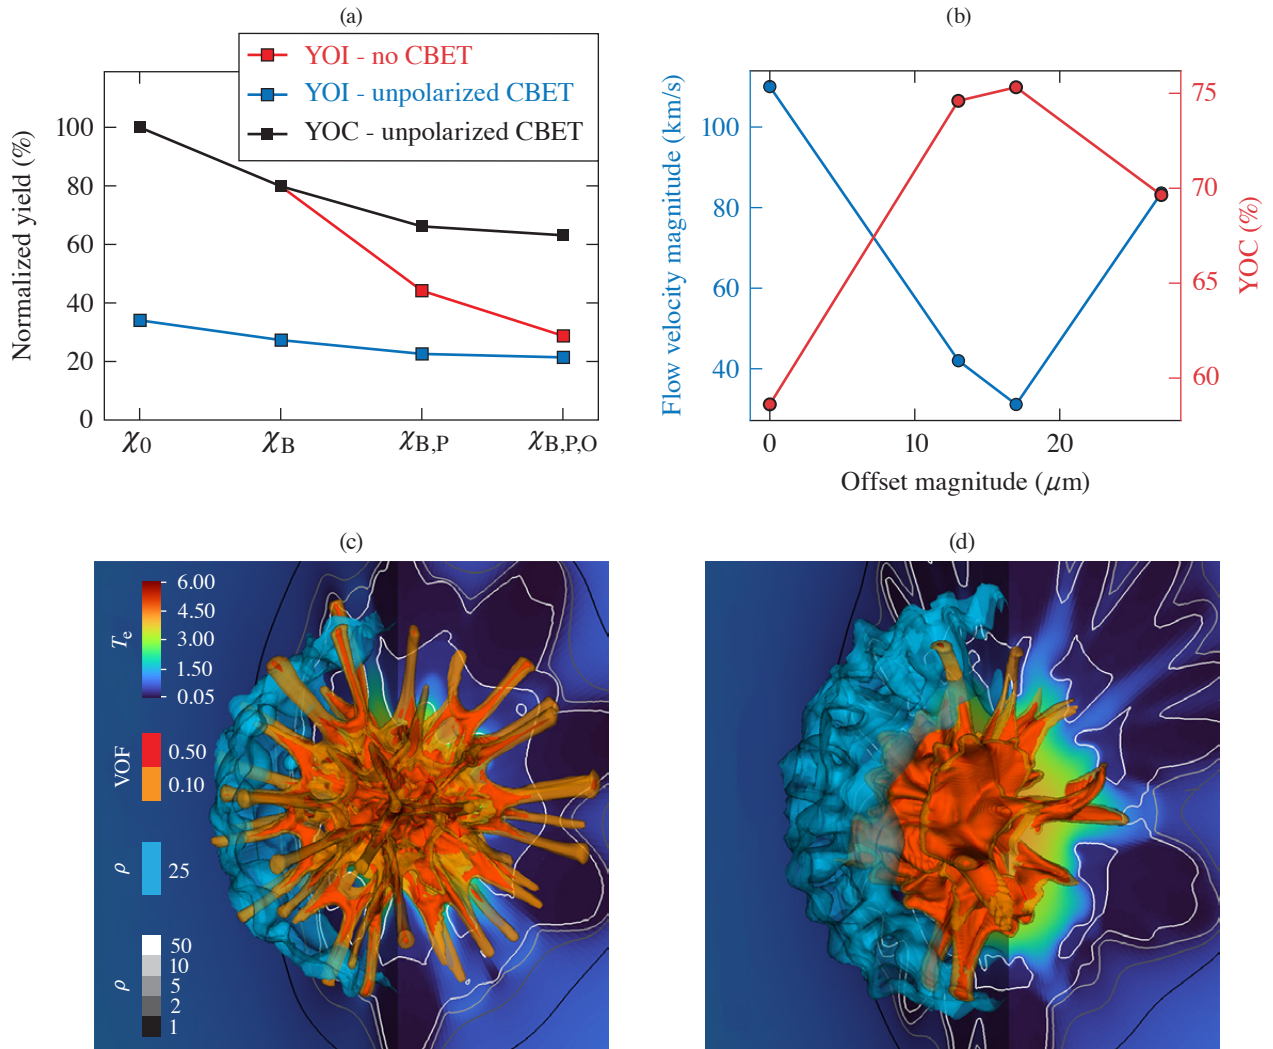 (a)
YOI - no CBET
YOI - unpolarized CBET
YOC - unpolarized CBET
Normalized yield (%)
100
80
60
40
20
0
χ0
χB
χB,P
χB,P,O
(b)
Flow velocity magnitude (km/s)
100
80
60
40
75
70
65
60
YOC (%)
0
10
20
Offset magnitude (μm)
(c)
Te
6.00
4.50
3.00
1.50
0.05
VOF
0.50
0.10
ρ
25
ρ
50
10
5
2
1
(d)